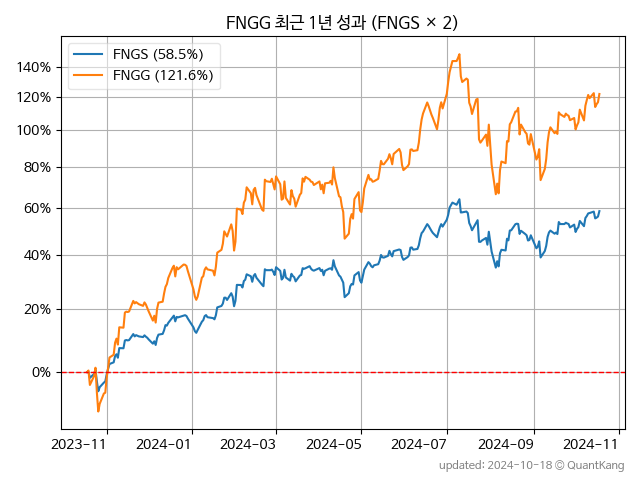 FNGG 최근 1년 성과 (FNGS × 2)
FNGS (58.5%)
FNGG (121.6%)
140%
120%
100%
80%
60%
40%
20%
0%
2023-11 2024-01 2024-03 2024-05 2024-07 2024-09 2024-11
updated: 2024-10-18 © QuantKang